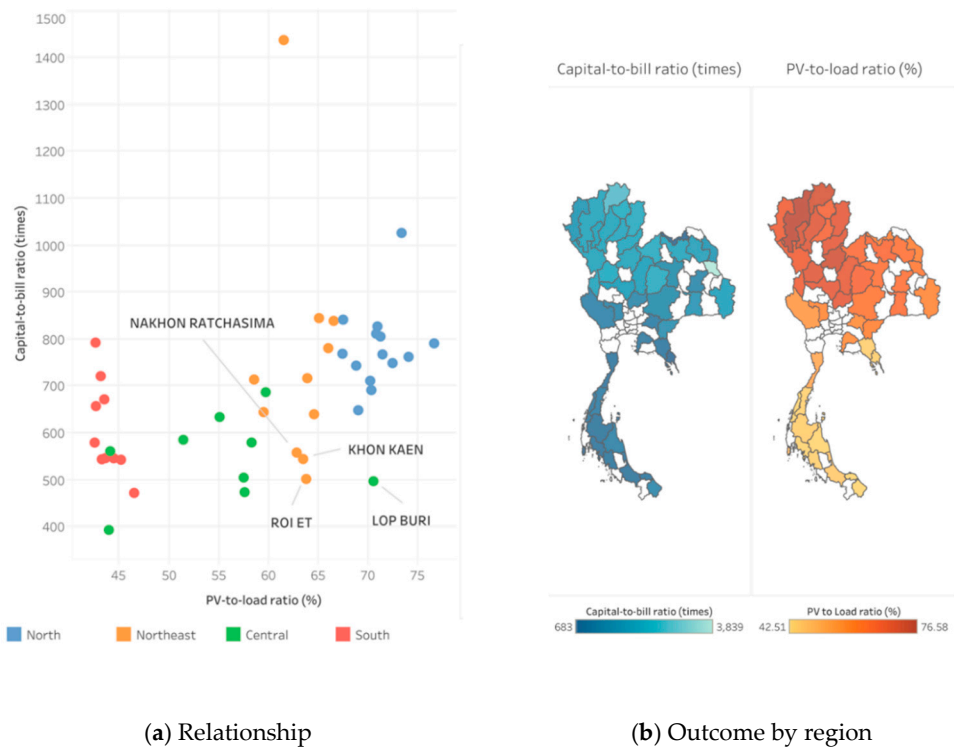 1500
1400
1300
1200
1100
1000
900
800
700
600
500
400
Capital-to-bill ratio (times)
NAKHON RATCHASIMA
KHON KAEN
ROI ET
LOP BURI
45 50 55 60 65 70 75
PV-to-load ratio (%)
North Northeast Central South
(a) Relationship
Capital-to-bill ratio (times) PV-to-load ratio (%)
Capital-to-bill ratio (times) PV to Load ratio (%)
683 3,839 42.51 76.58
(b) Outcome by region